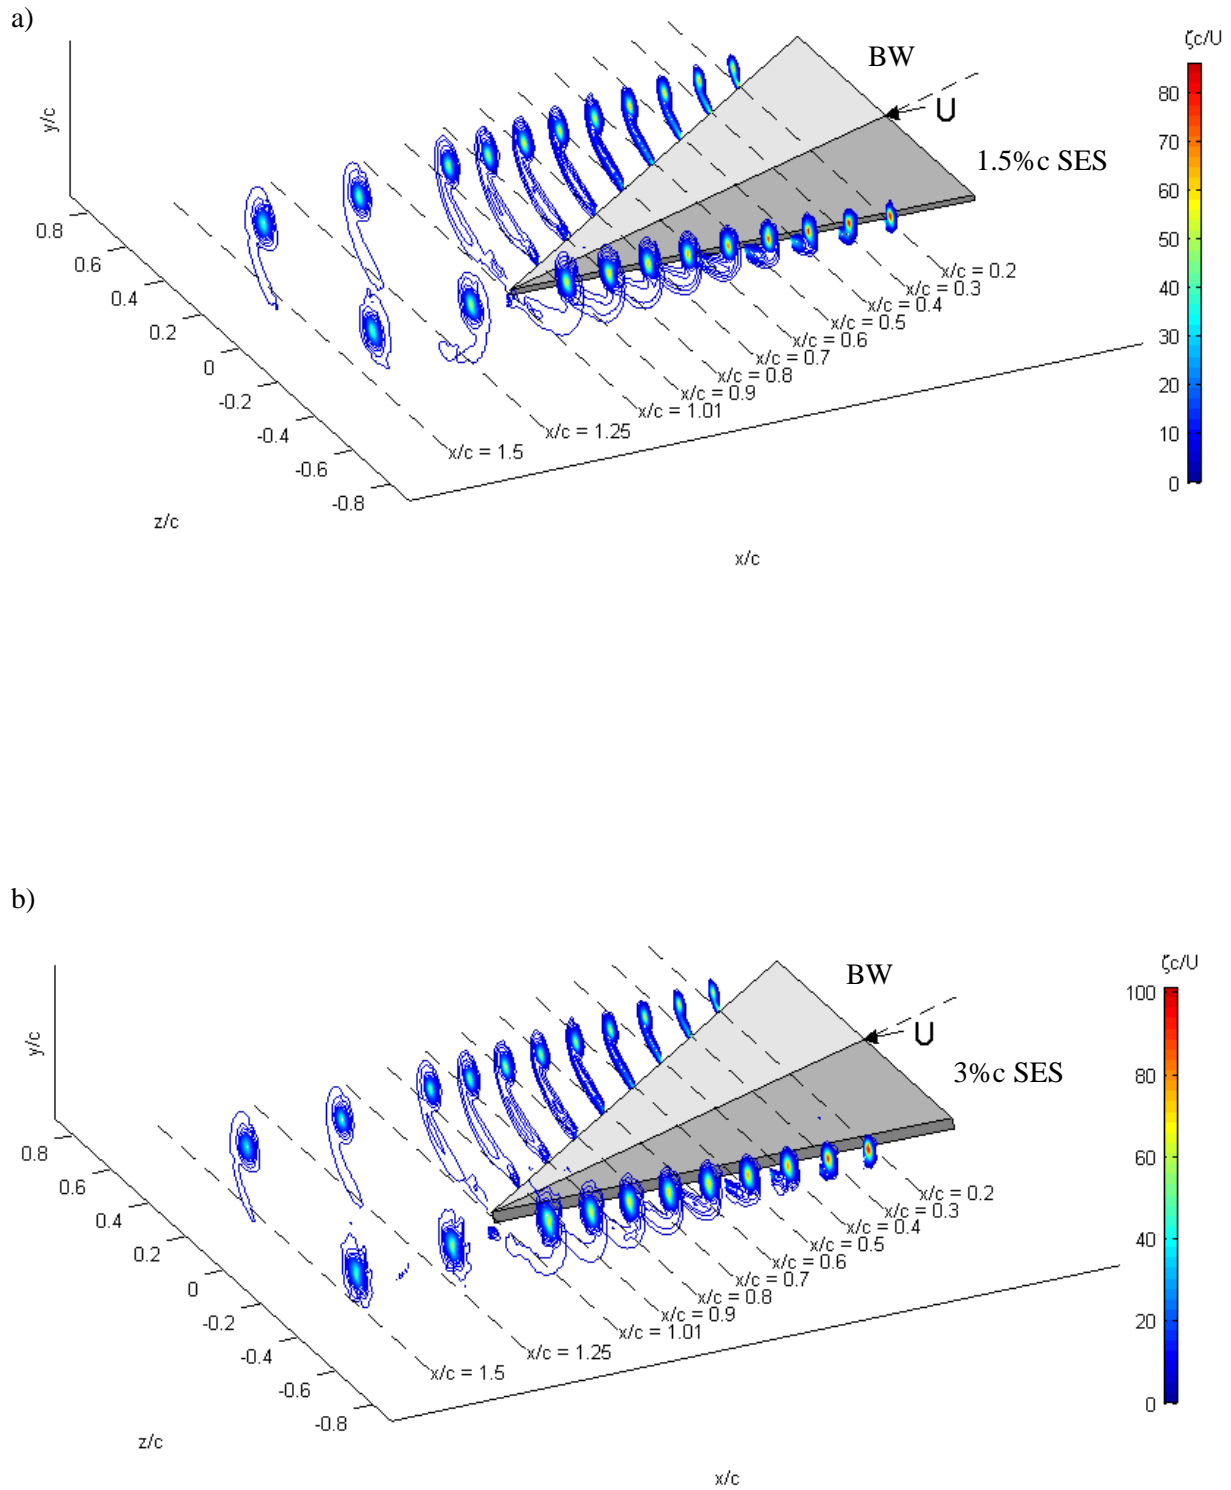 a)
ζc/U
BW
U
1.5%c SES
80
70
60
50
40
30
20
10
0
y/c
0.8
0.6
0.4
0.2
0
-0.2
-0.4
-0.6
-0.8
z/c
x/c = 0.2
x/c = 0.3
x/c = 0.4
x/c = 0.5
x/c = 0.6
x/c = 0.7
x/c = 0.8
x/c = 0.9
x/c = 1.01
x/c = 1.25
x/c = 1.5
x/c
b)
ζc/U
BW
U
3%c SES
100
80
60
40
20
0
y/c
0.8
0.6
0.4
0.2
0
-0.2
-0.4
-0.6
-0.8
z/c
x/c = 0.2
x/c = 0.3
x/c = 0.4
x/c = 0.5
x/c = 0.6
x/c = 0.7
x/c = 0.8
x/c = 0.9
x/c = 1.01
x/c = 1.25
x/c = 1.5
x/c